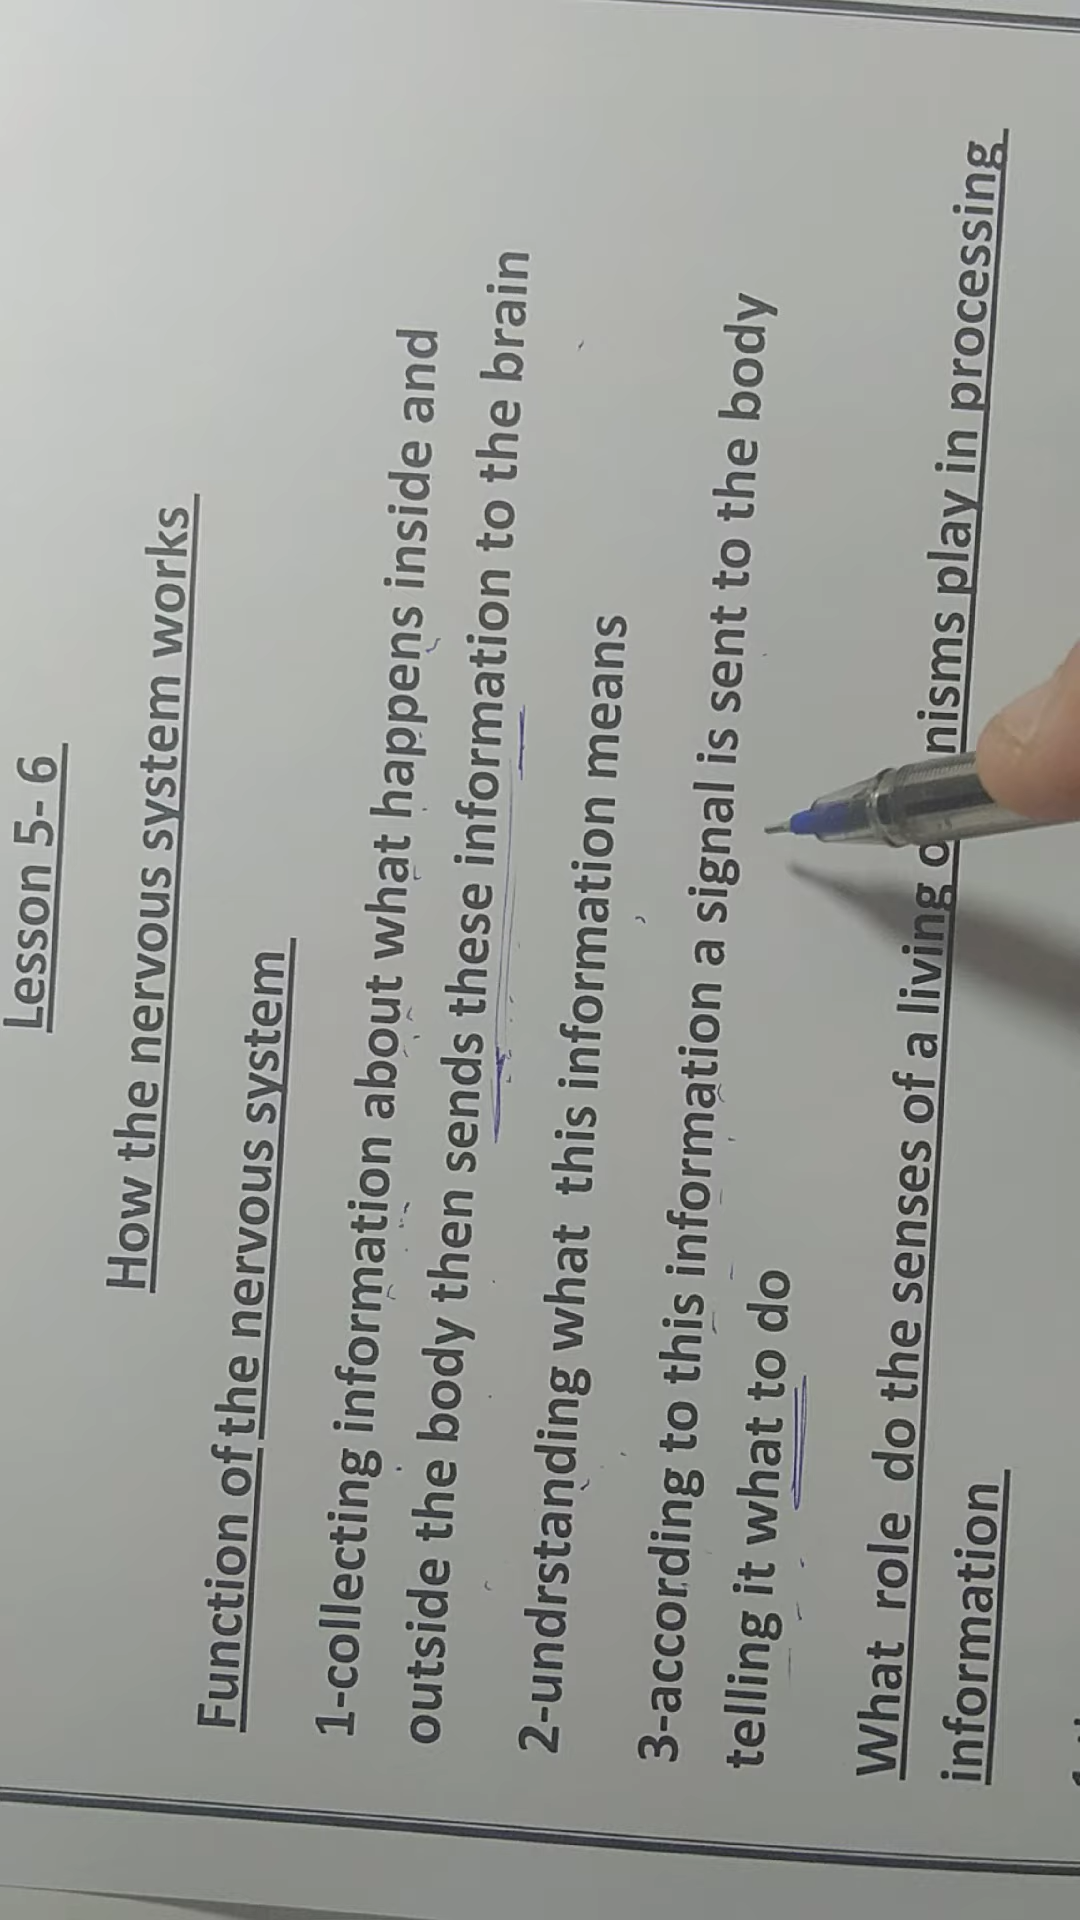 Lesson 5- 6
How the nervous system works
Function of the nervous system
1-collecting information about what happens inside and
outside the body then sends these information to the brain
2-undrstanding what this information means
3-according to this information a signal is sent to the body
telling it what to do
What role do the senses of a living nisms play in processing
information